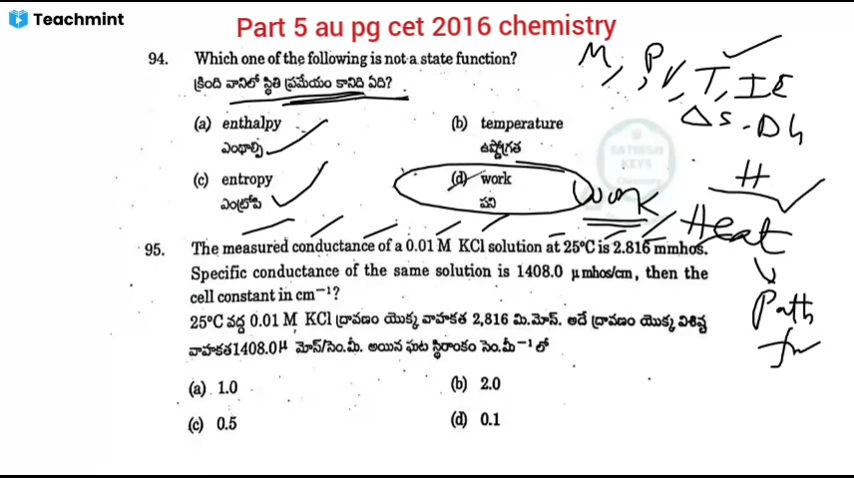 Teachmint
Part 5 au pg cet 2016 chemistry
94. Which one of the following is not a state function?
క్రింది వానిలో స్థితి ప్రమేయం కానిది ఏది?
(a) enthalpy (b) temperature
ఎంథాల్పి ఉష్ణోగ్రత
(c) entropy (d) work
ఎంట్రోపి పని
95. The measured conductance of a 0.01 M KCl solution at 25°C is 2.816 mmhos.
Specific conductance of the same solution is 1408.0 μmhos/cm, then the
cell constant in cm⁻¹?
25°C వద్ద 0.01 M KCl ద్రావణం యొక్క వాహకత 2,816 మి.మోస్. అదే ద్రావణం యొక్క విశిష్ట
వాహకత1408.0μ మోస్/సెం.మీ. అయిన ఘట స్థిరాంకం సెం.మీ⁻¹లో
(a) 1.0 (b) 2.0
(c) 0.5 (d) 0.1
M, P, V, T, IE
ΔS -
H
Work
Heat
Path
fn
SATEESH
KEYS